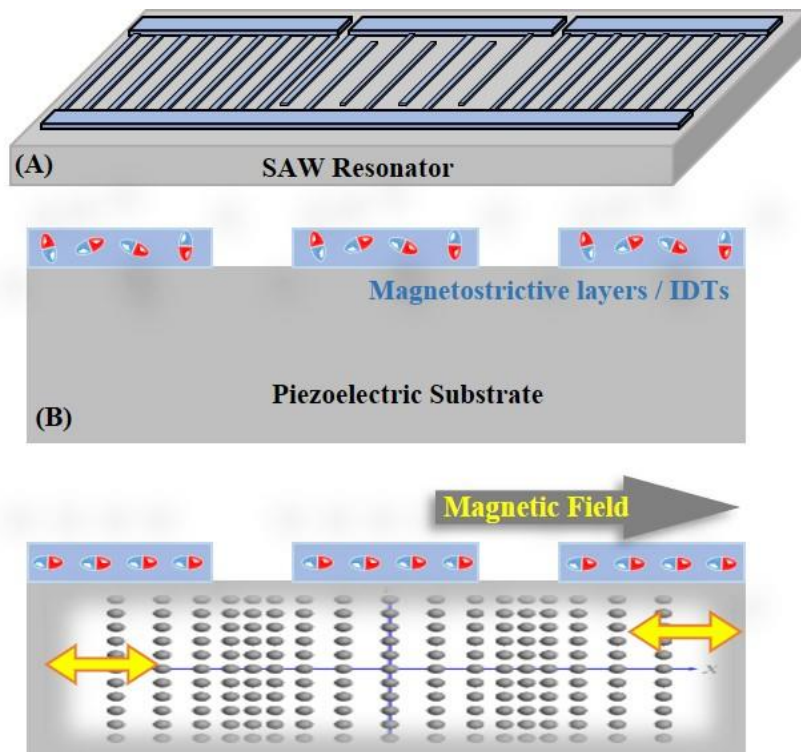 (A)
SAW Resonator
Magnetostrictive layers / IDTs
Piezoelectric Substrate
(B)
Magnetic Field
x